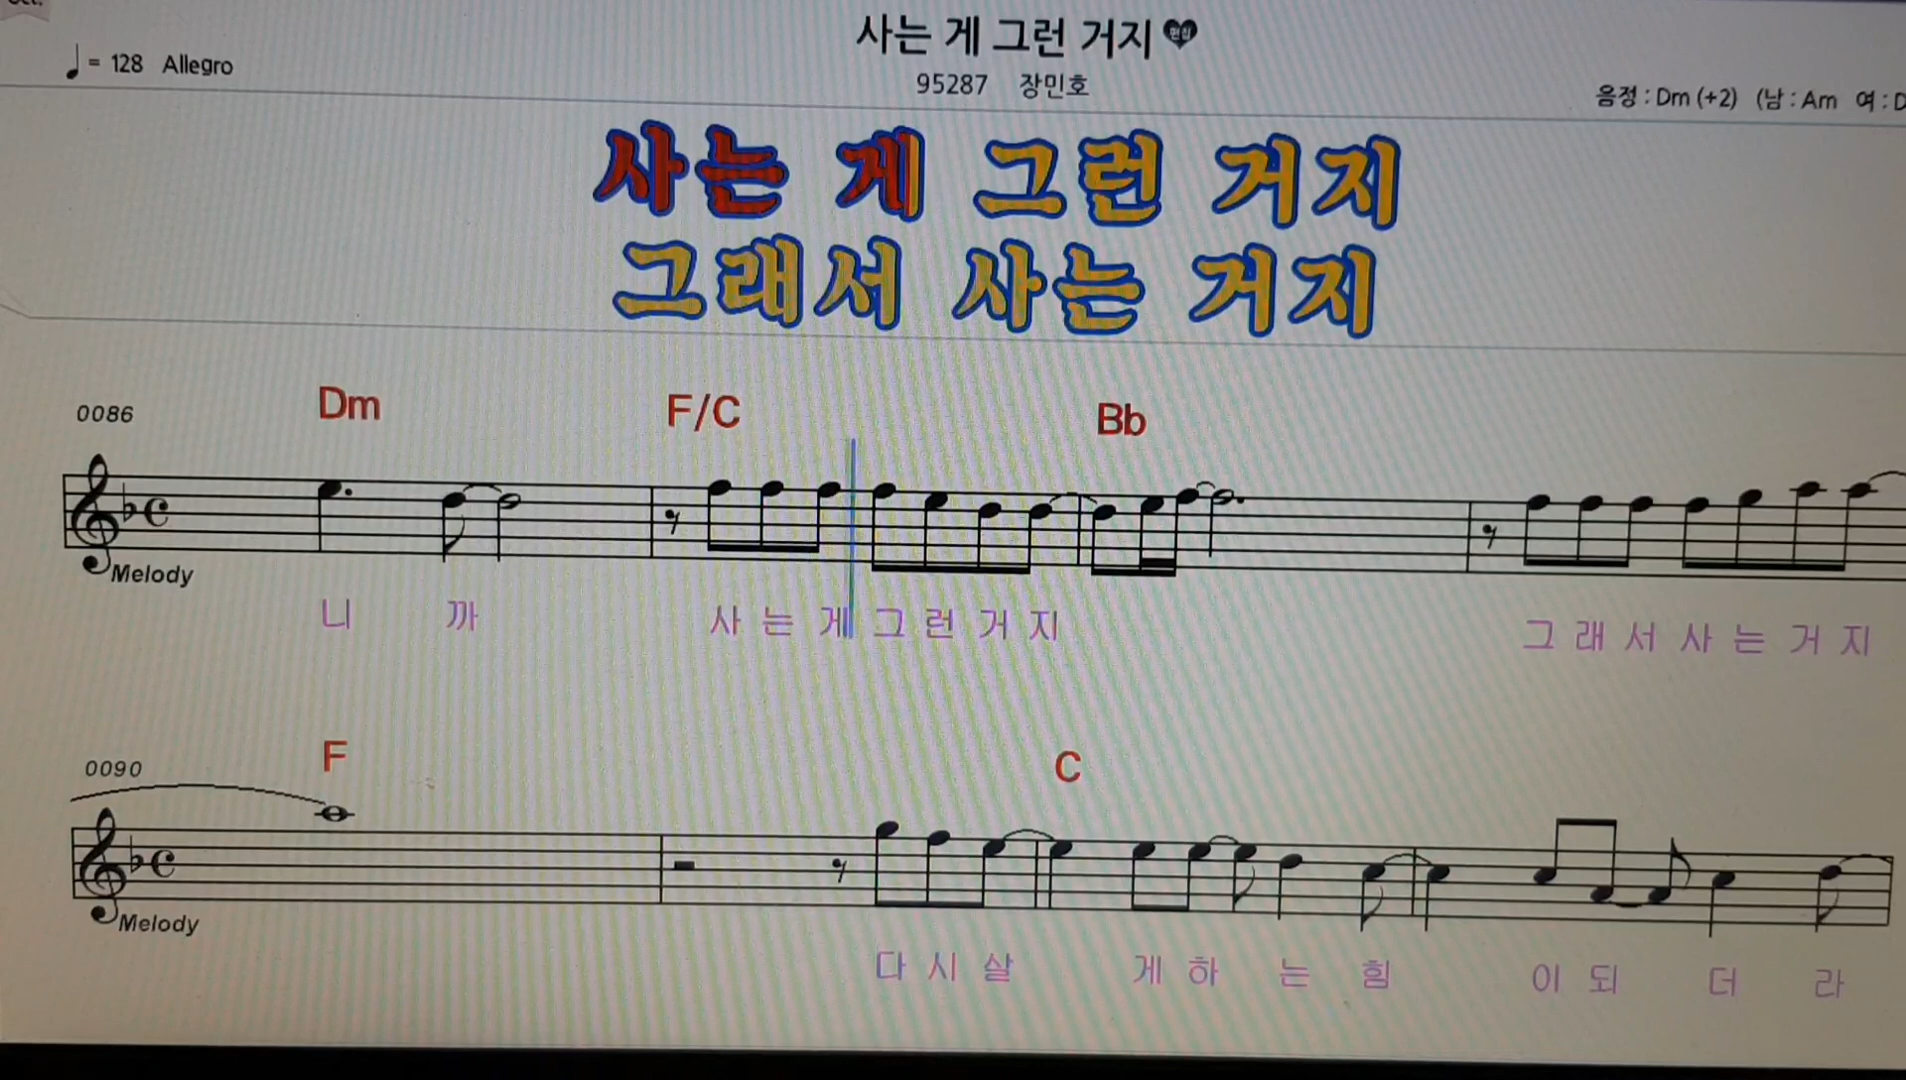 사는 게 그런 거지
♩= 128 Allegro
95287 장민호
음정 : Dm (+2) (남 : Am 여 : D
사는 게 그런 거지
그래서 사는 거지
0086 Dm F/C Bb
Melody
니 까 사 는 게 그 런 거 지 그 래 서 사 는 거 지
0090 F C
Melody
다 시 살 게 하 는 힘 이 되 더 라